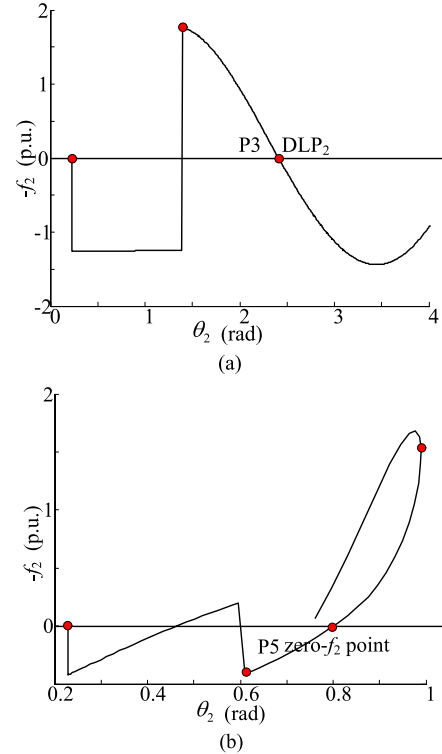 2
1
0
-1
-2
-f₂ (p.u.)
P3 DLP₂
0 1 2 3 4
θ₂ (rad)
(a)
2
1
0
-f₂ (p.u.)
P5 zero-f₂ point
0.2 0.4 0.6 0.8 1
θ₂ (rad)
(b)